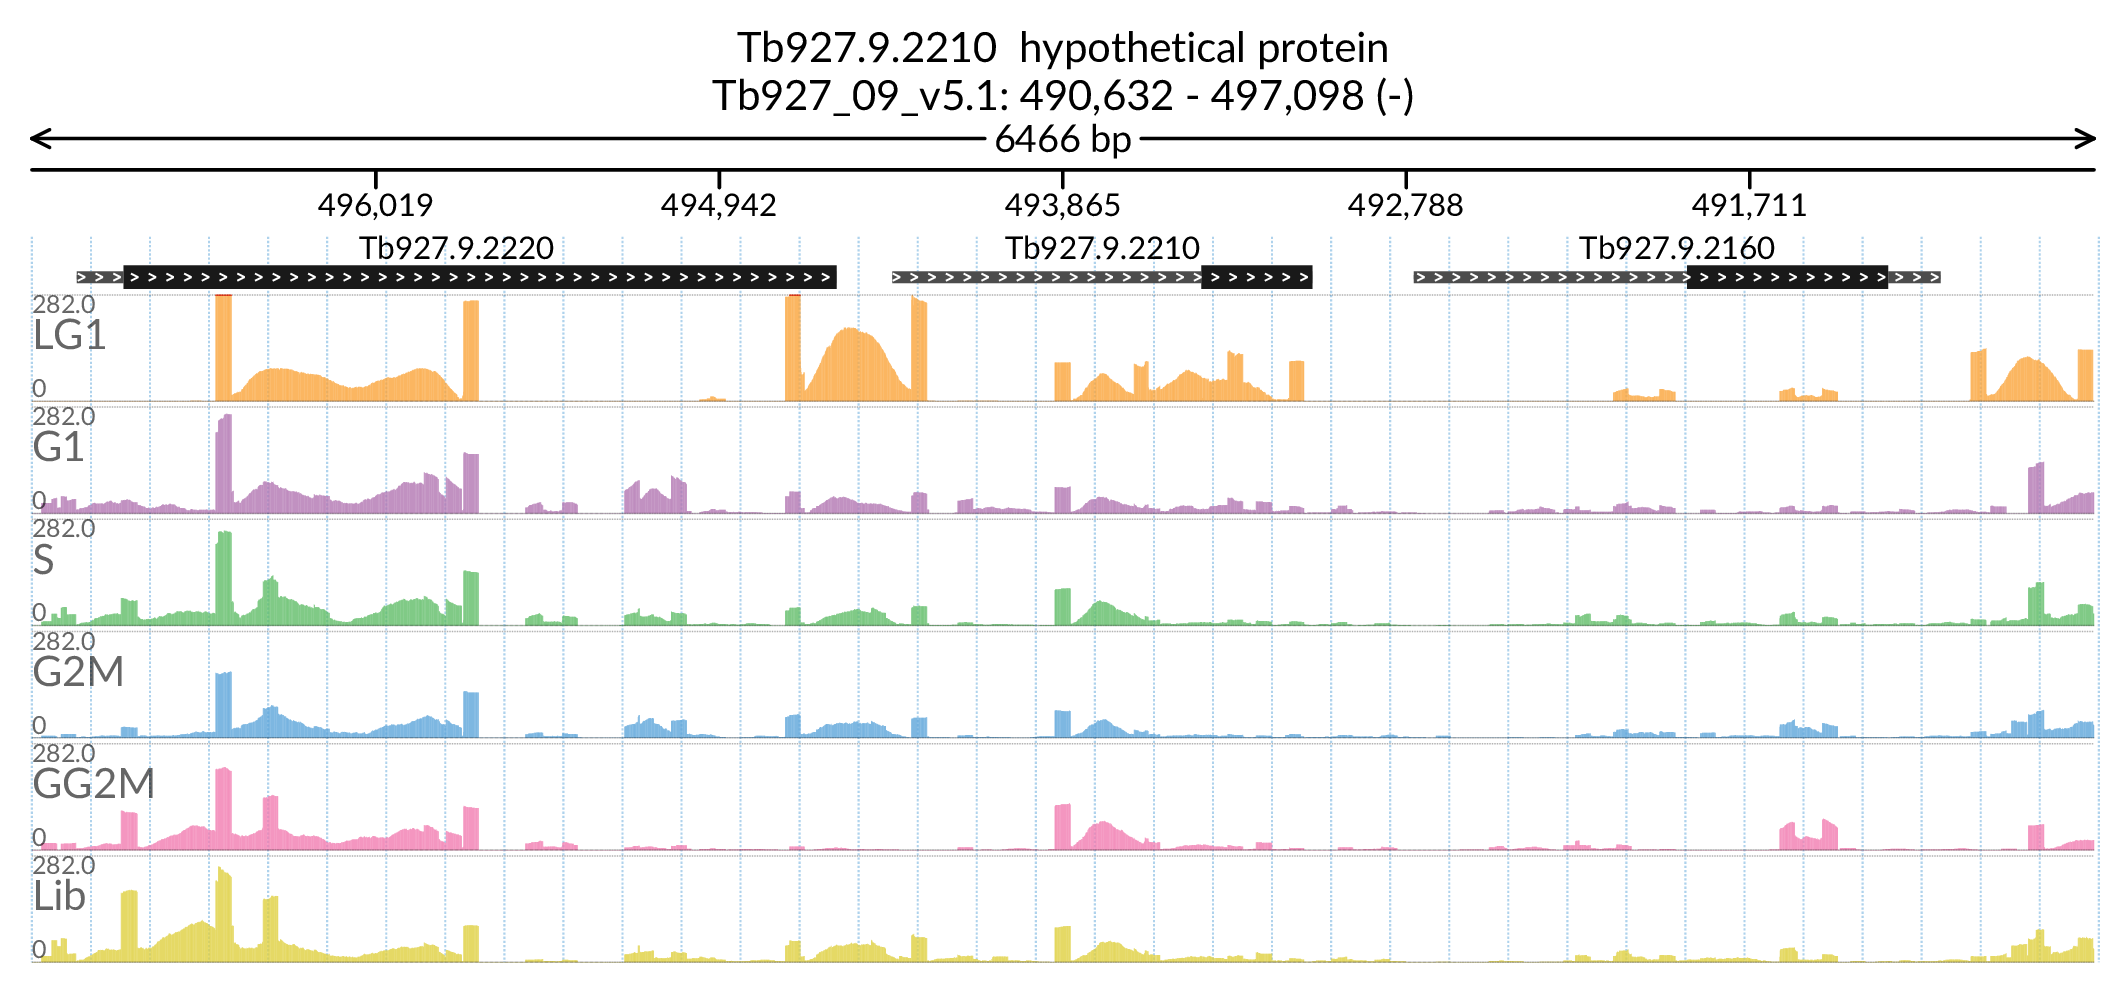 Tb927.9.2210  hypothetical protein
Tb927_09_v5.1: 490,632 - 497,098 (-)
6466 bp
496,019 494,942 493,865 492,788 491,711
Tb927.9.2220 Tb927.9.2210 Tb927.9.2160
282.0
LG1
0
282.0
G1
0
282.0
S
0
282.0
G2M
0
282.0
GG2M
0
282.0
Lib
0